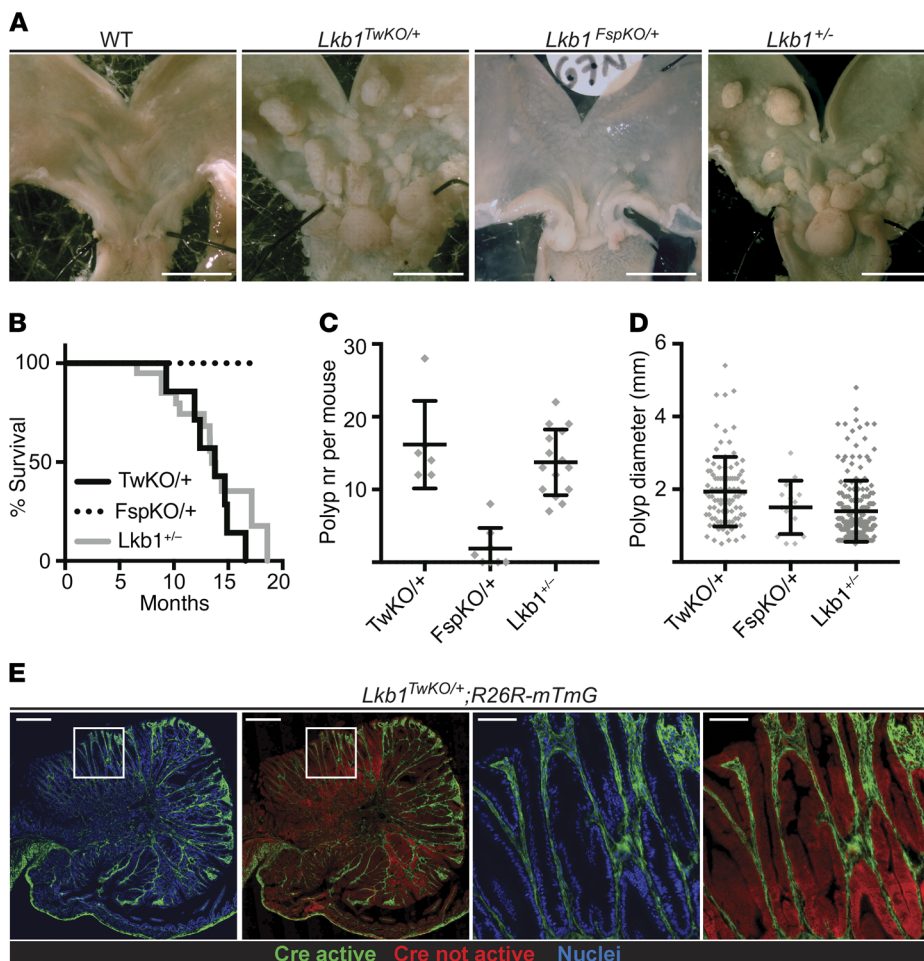 A
WT
Lkb1TwKO/+
Lkb1FspKO/+
Lkb1+/-
67N
B
100
50
0
% Survival
TwKO/+
FspKO/+
Lkb1+/-
0 5 10 15 20
Months
C
30
20
10
Polyp nr per mouse
TwKO/+
FspKO/+
Lkb1+/-
D
6
4
2
Polyp diameter (mm)
TwKO/+
FspKO/+
Lkb1+/-
E
Lkb1TwKO/+;R26R-mTmG
Cre active Cre not active Nuclei